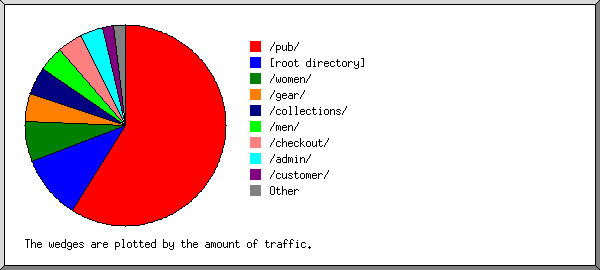 /pub/
[root directory]
/women/
/gear/
/collections/
/men/
/checkout/
/admin/
/customer/
Other
The wedges are plotted by the amount of traffic.